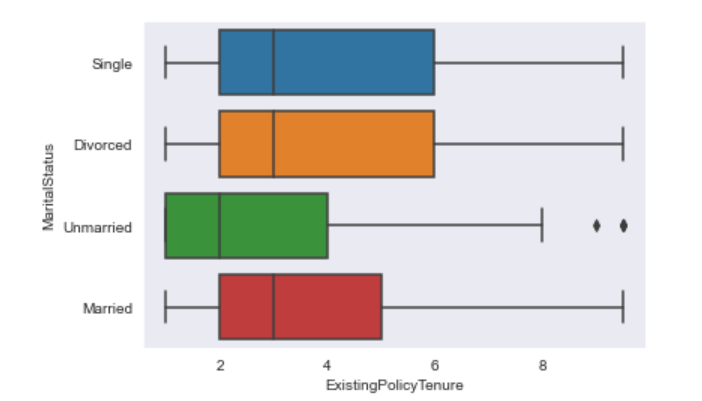 Single
Divorced
Unmarried
Married
MaritalStatus
2 4 6 8
ExistingPolicyTenure